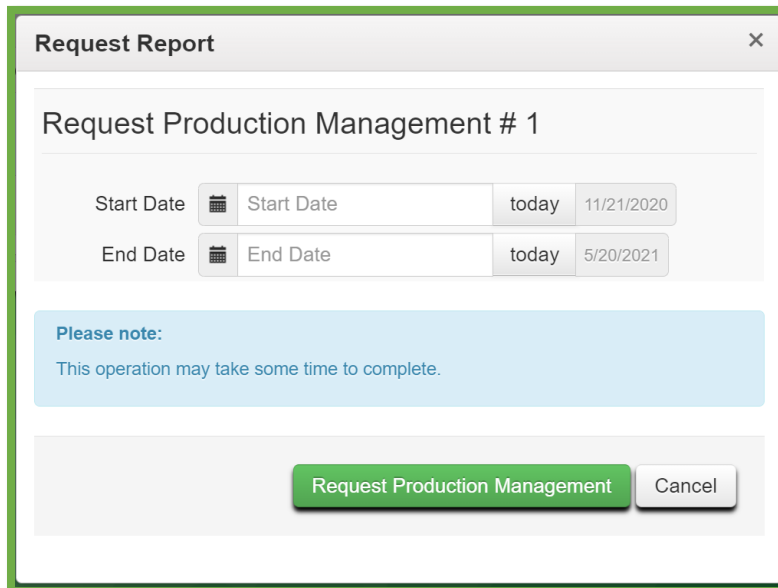 Request Report ×
Request Production Management # 1
Start Date Start Date today 11/21/2020
End Date End Date today 5/20/2021
Please note:
This operation may take some time to complete.
Request Production Management Cancel